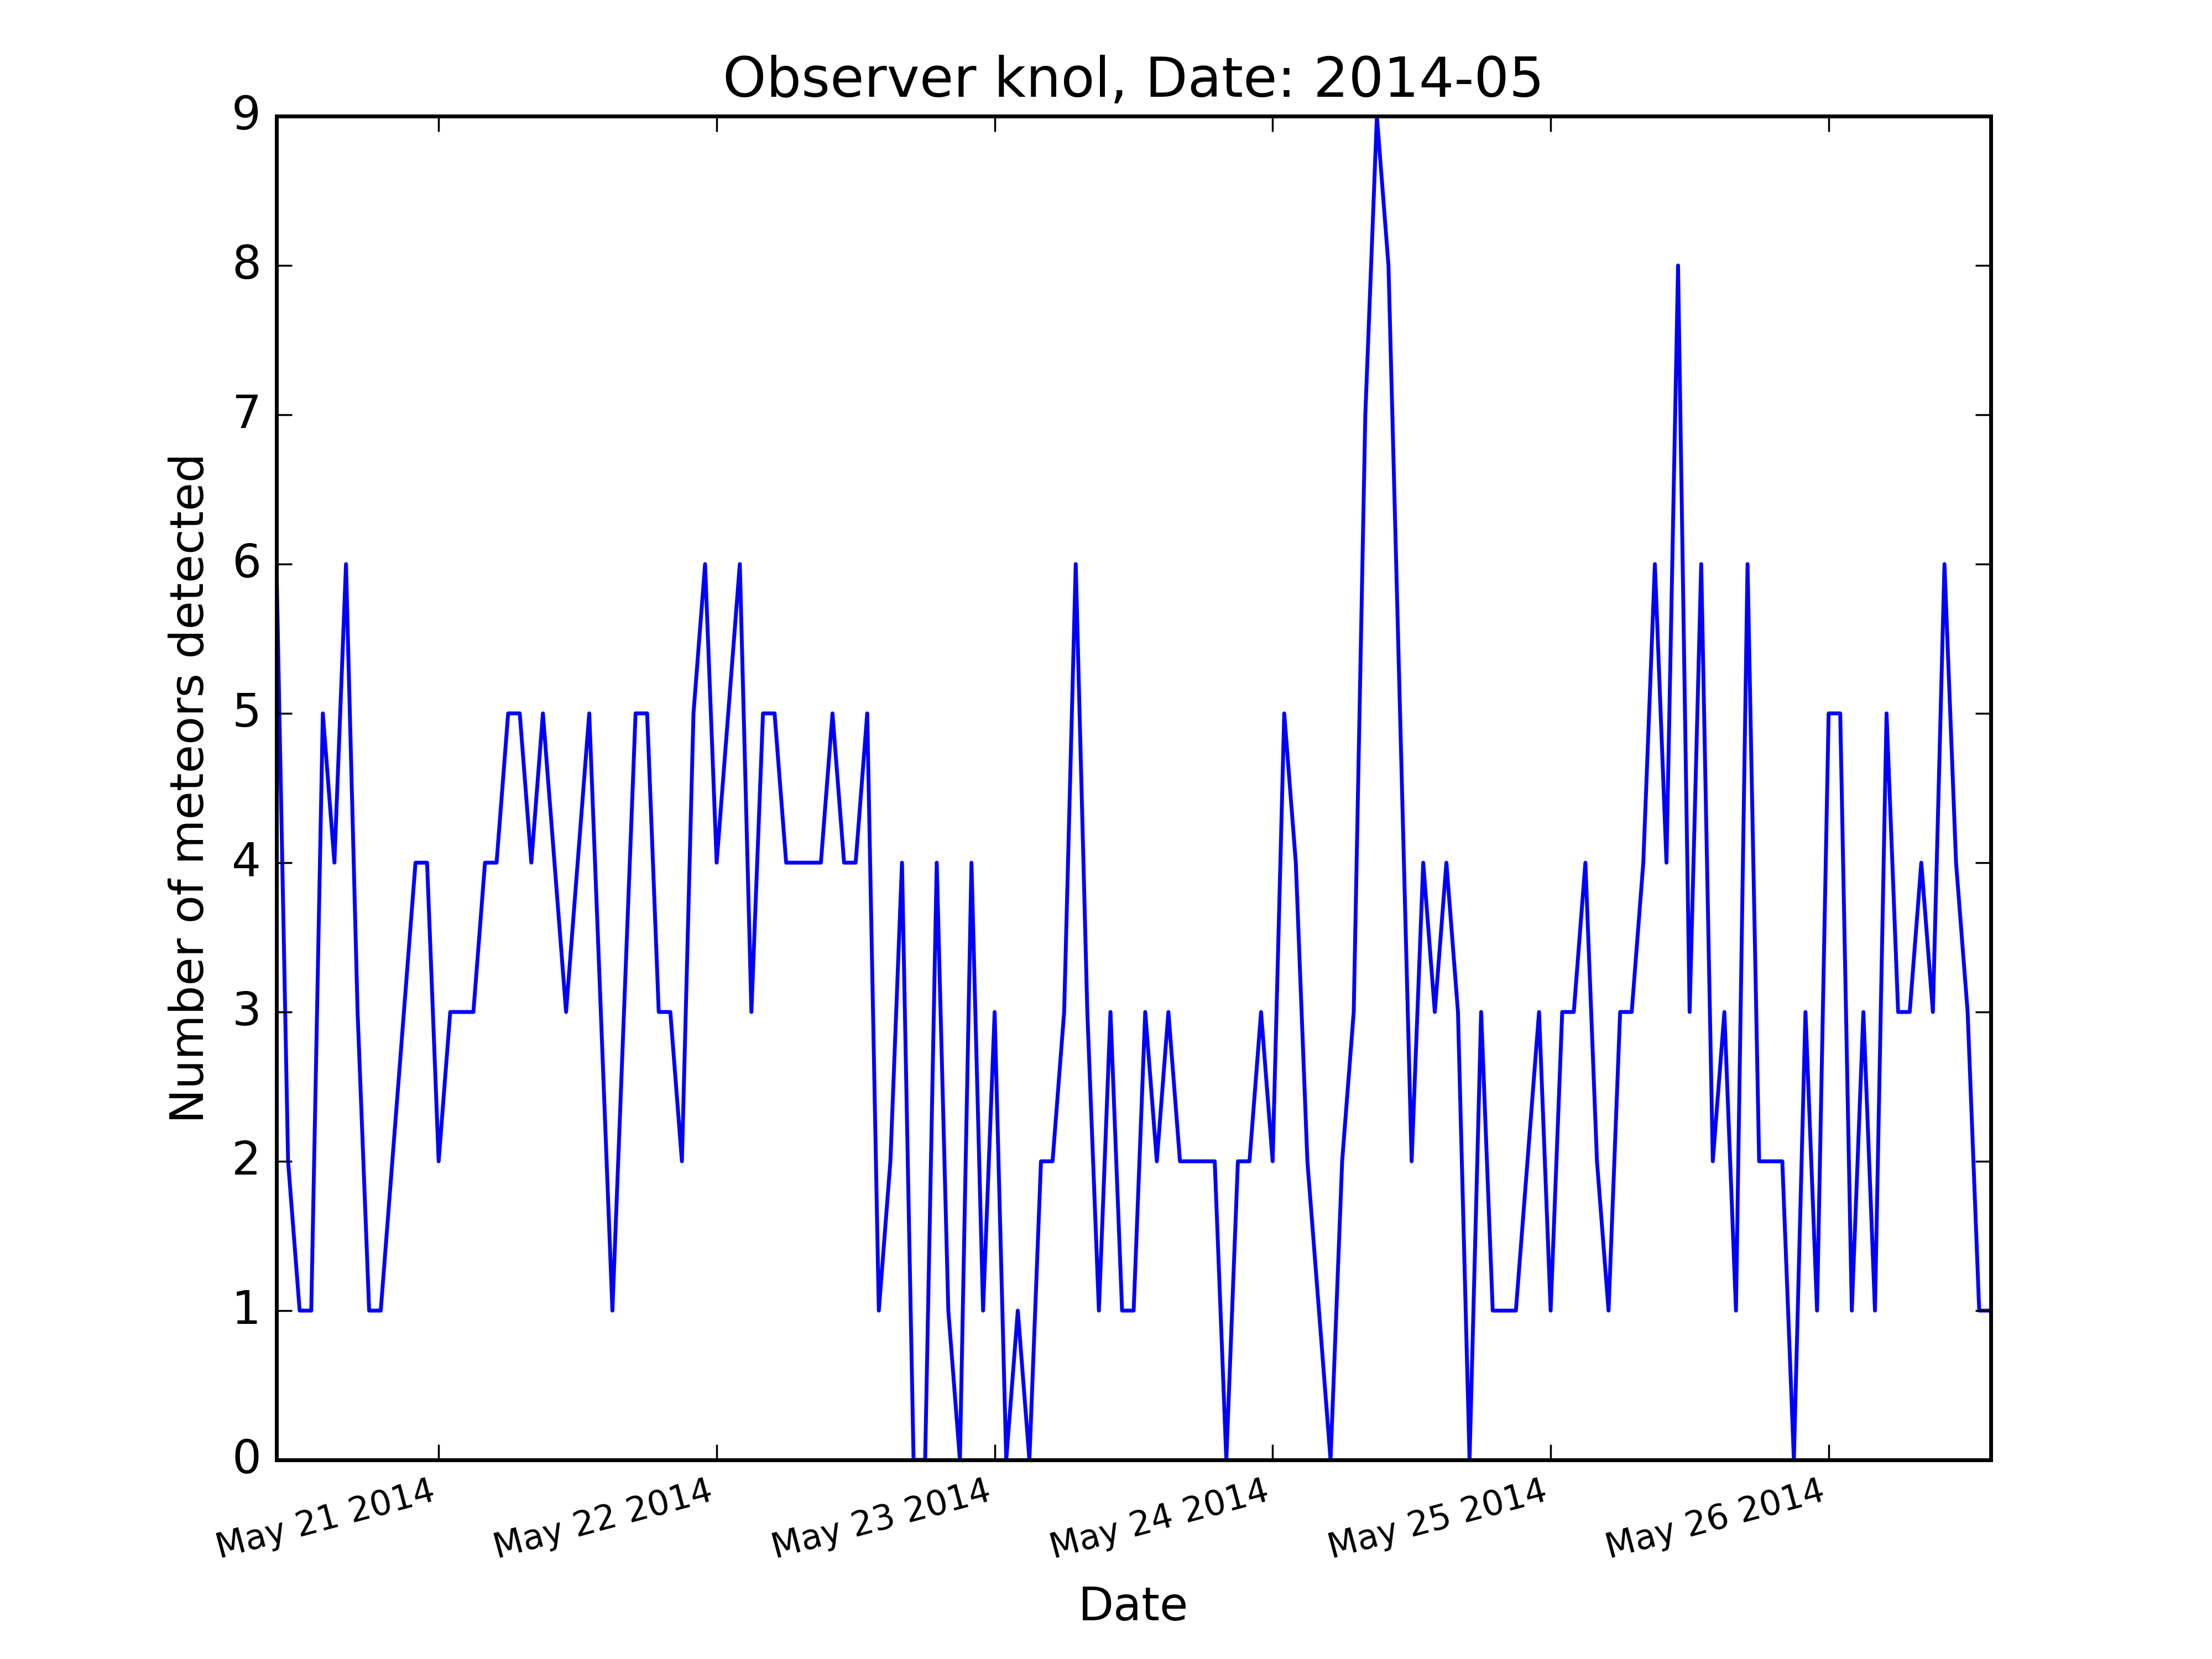 Observer knol, Date: 2014-05
Number of meteors detected
9
8
7
6
5
4
3
2
1
0
May 21 2014
May 22 2014
May 23 2014
May 24 2014
May 25 2014
May 26 2014
Date